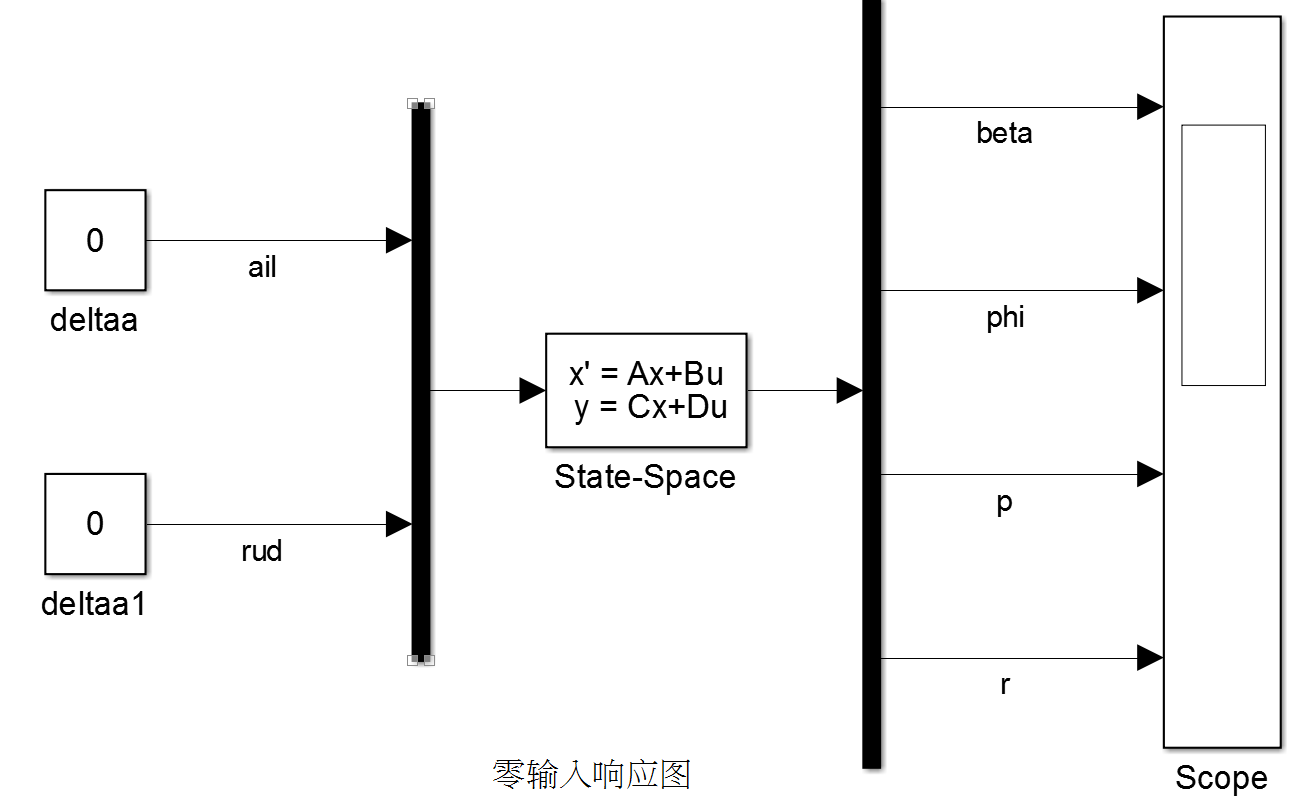 0
ail
deltaa
0
rud
deltaa1
x' = Ax+Bu
y = Cx+Du
State-Space
beta
phi
p
r
Scope
零输入响应图